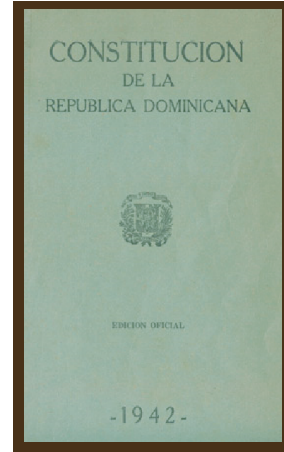 CONSTITUCION
DE LA
REPUBLICA DOMINICANA
EDICION OFICIAL
-1942-